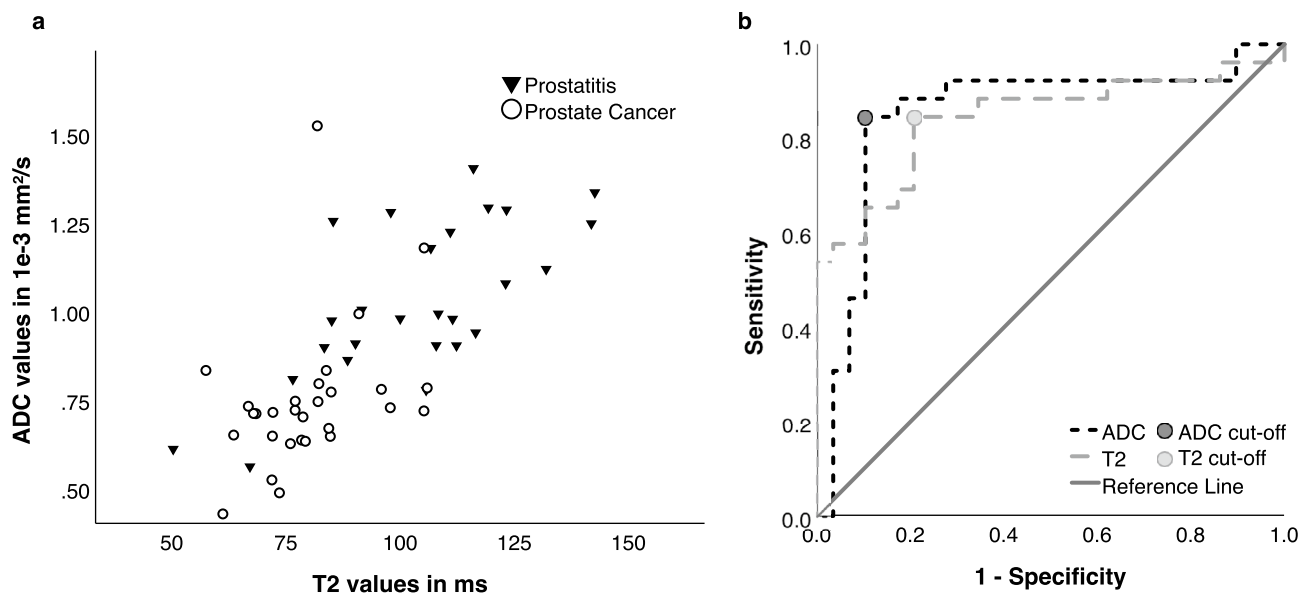 a
Prostatitis
Prostate Cancer
ADC values in 1e-3 mm²/s
1.50
1.25
1.00
.75
.50
50 75 100 125 150
T2 values in ms
b
Sensitivity
1.0
0.8
0.6
0.4
0.2
0.0
ADC ADC cut-off
T2 T2 cut-off
Reference Line
0.0 0.2 0.4 0.6 0.8 1.0
1 - Specificity